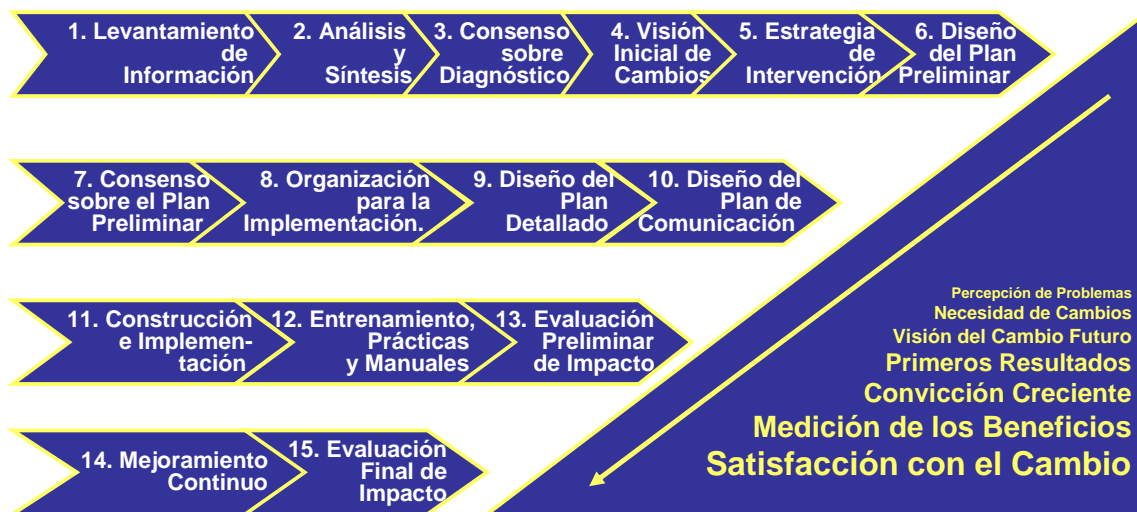 1. Levantamiento
de
Información
2. Análisis
y
Síntesis
3. Consenso
sobre
Diagnóstico
4. Visión
Inicial de
Cambios
5. Estrategia
de
Intervención
6. Diseño
del Plan
Preliminar
7. Consenso
sobre el Plan
Preliminar
8. Organización
para la
Implementación.
9. Diseño del
Plan
Detallado
10. Diseño del
Plan de
Comunicación
11. Construcción
e Implemen-
tación
12. Entrenamiento,
Prácticas
y Manuales
13. Evaluación
Preliminar
de Impacto
14. Mejoramiento
Continuo
15. Evaluación
Final de
Impacto
Percepción de Problemas
Necesidad de Cambios
Visión del Cambio Futuro
Primeros Resultados
Convicción Creciente
Medición de los Beneficios
Satisfacción con el Cambio